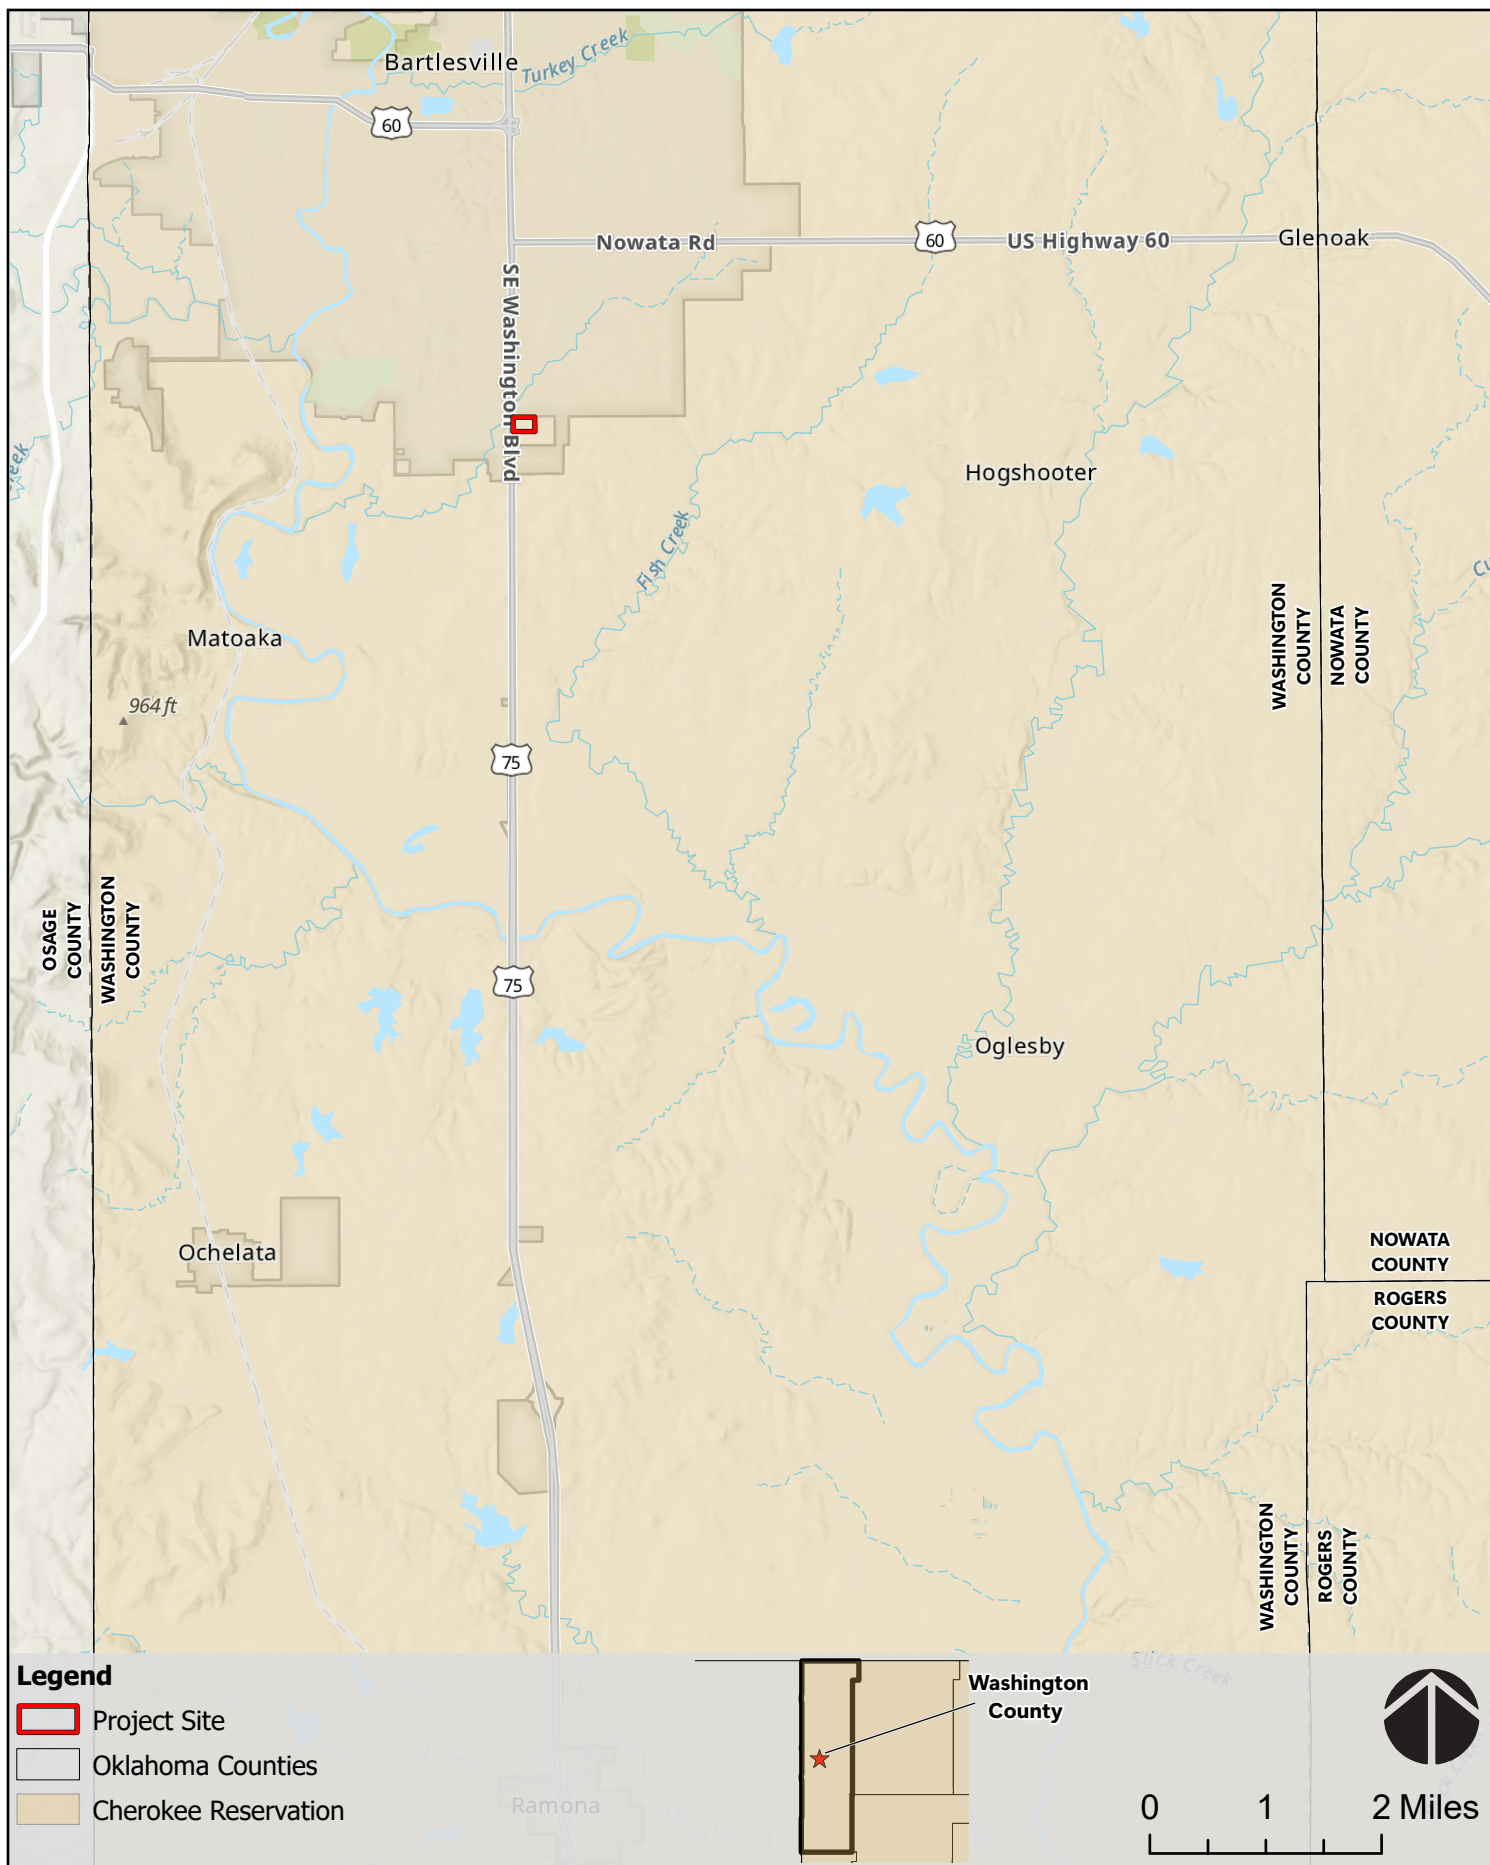 Bartlesville
Turkey Creek
60
Nowata Rd
60
US Highway 60
Glenoak
SE Washington Blvd
Hogshooter
Fish Creek
WASHINGTON
COUNTY
NOWATA
COUNTY
Matoaka
964 ft
75
OSAGE
COUNTY
WASHINGTON
COUNTY
75
Oglesby
Ochelata
NOWATA
COUNTY
ROGERS
COUNTY
WASHINGTON
COUNTY
ROGERS
COUNTY
Legend
Project Site
Oklahoma Counties
Cherokee Reservation
Ramona
Washington
County
Stick Creek
0 1 2 Miles